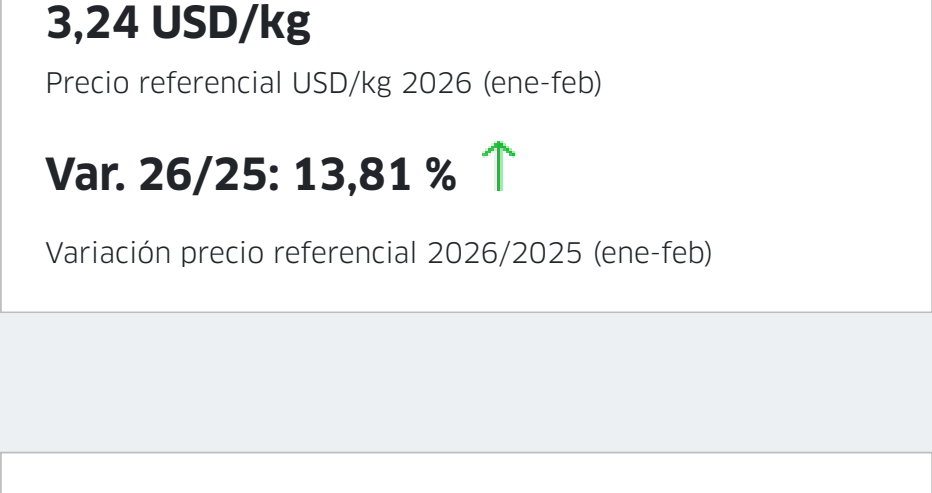 3,24 USD/kg
Precio referencial USD/kg 2026 (ene-feb)
Var. 26/25: 13,81 %
Variación precio referencial 2026/2025 (ene-feb)